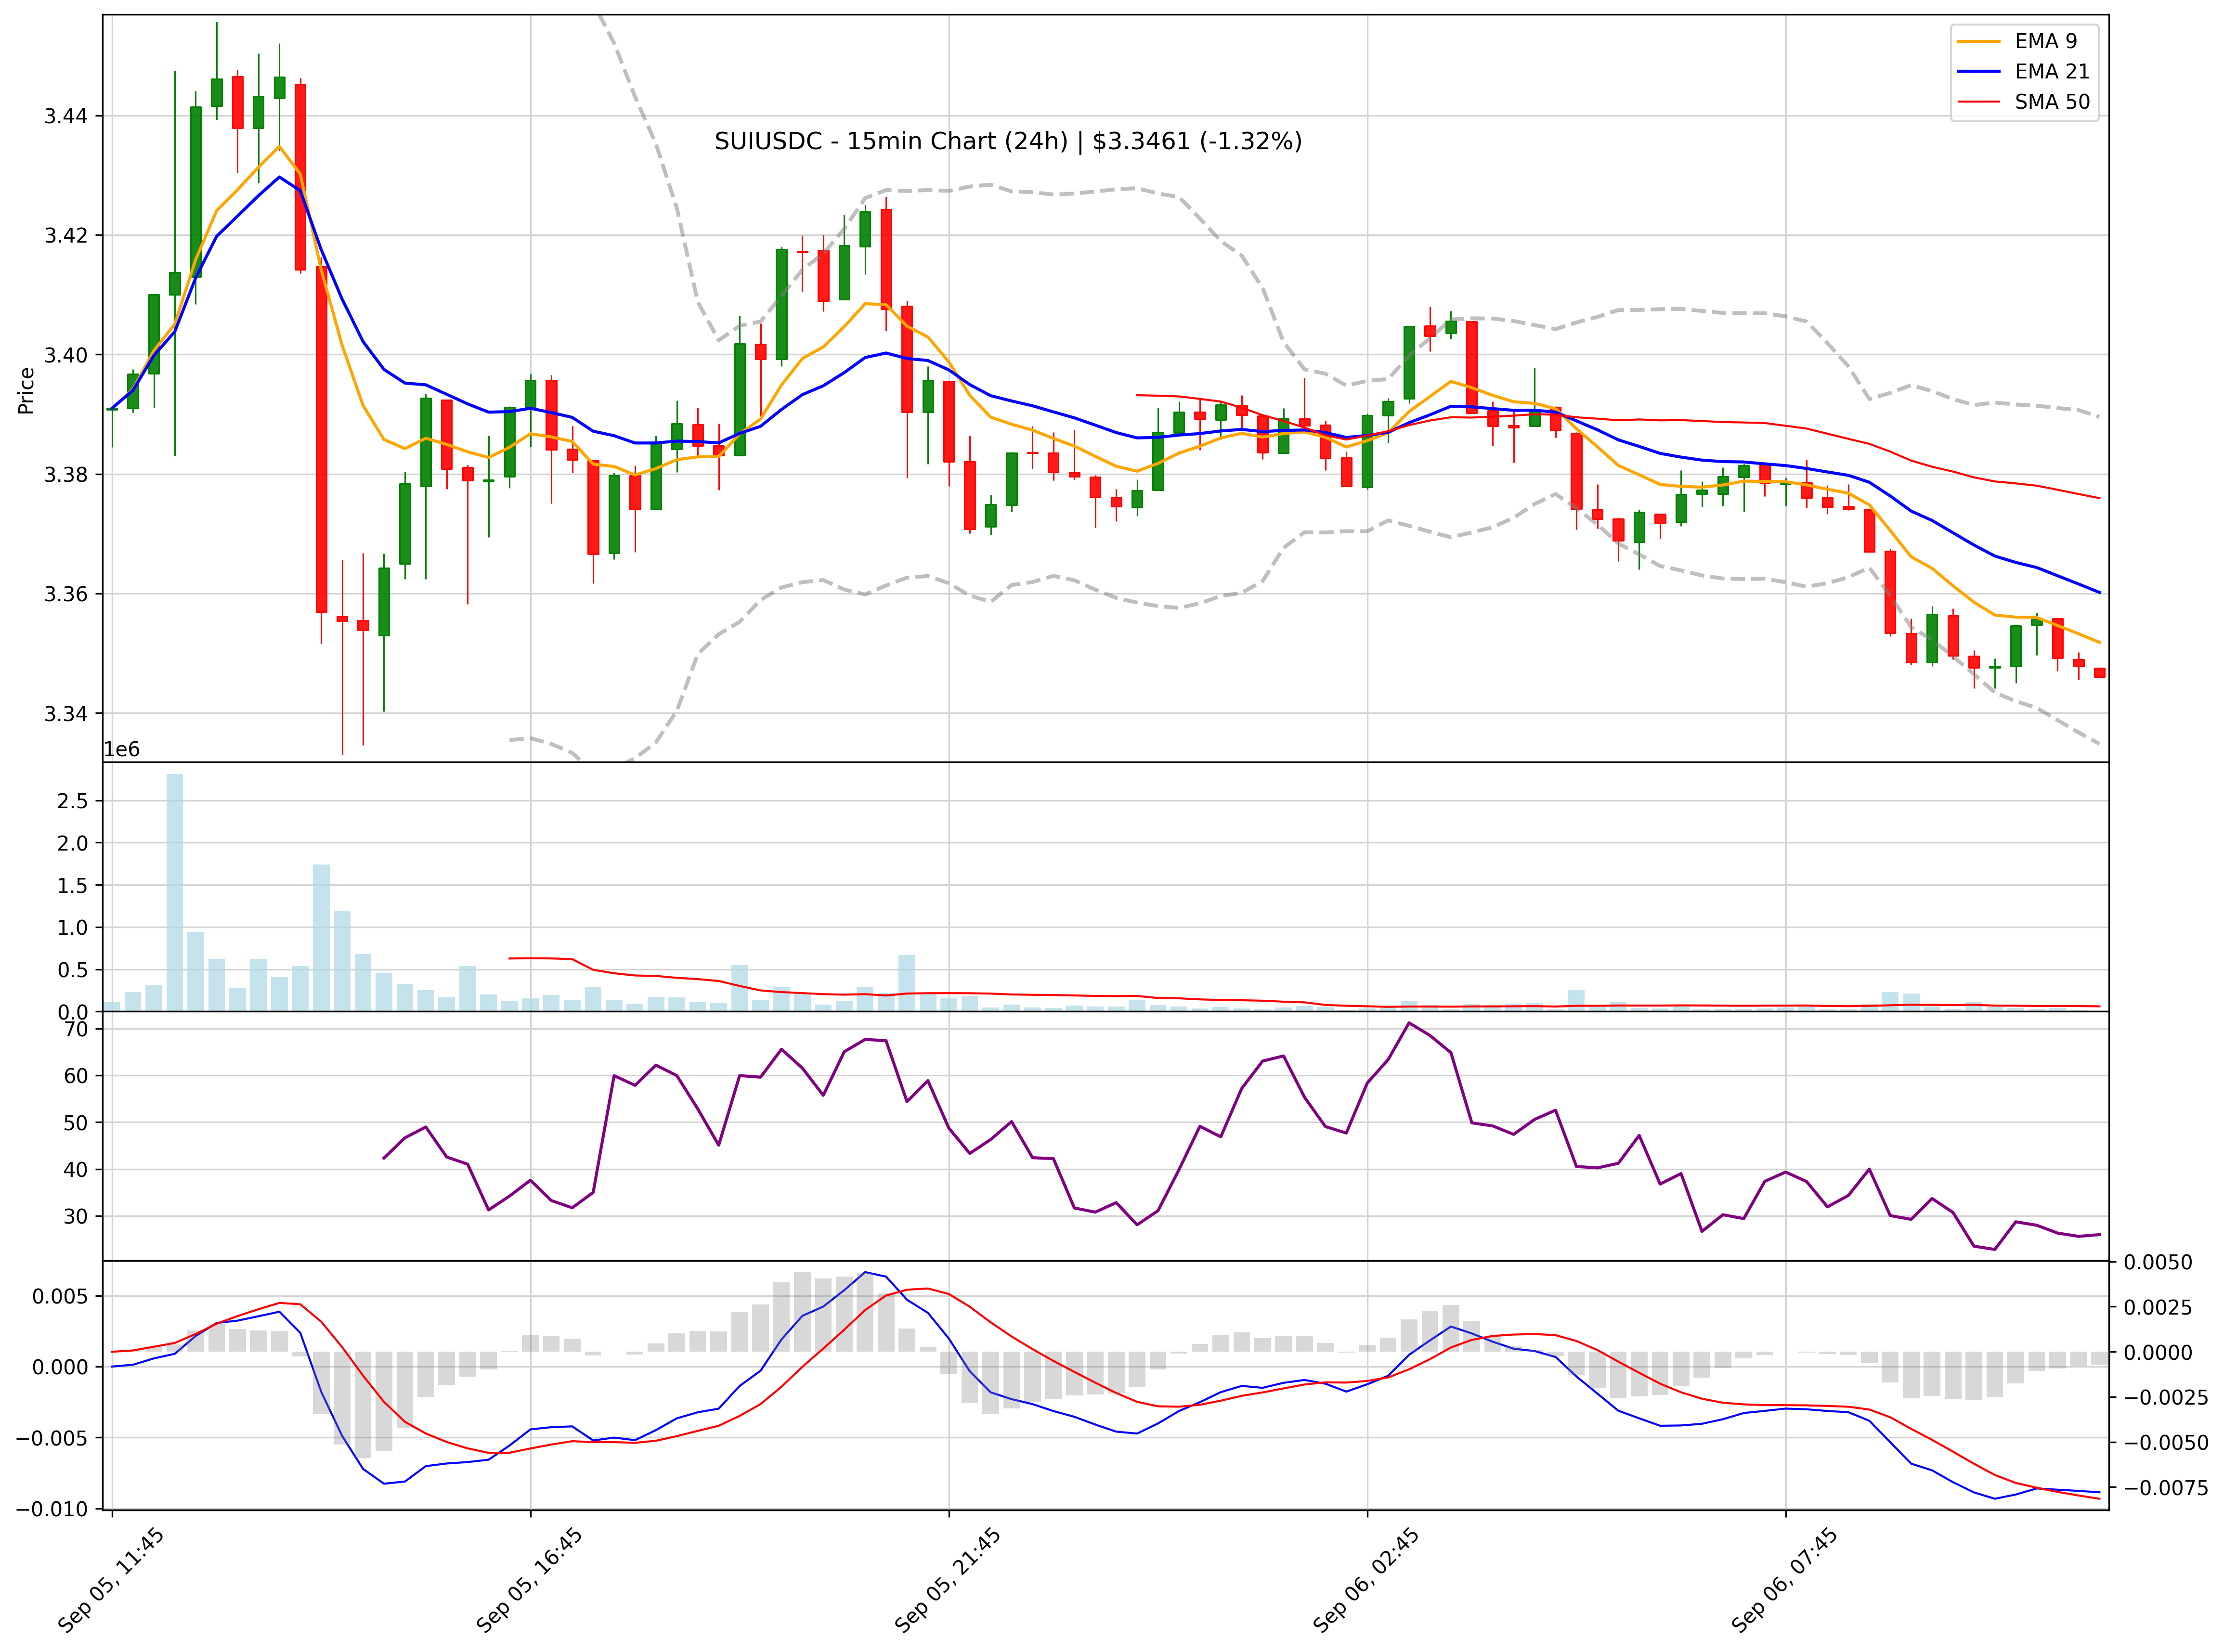 EMA 9
EMA 21
SMA 50
SUIUSDC - 15min Chart (24h) | $3.3461 (-1.32%)
Price
3.44
3.42
3.40
3.38
3.36
3.34
1e6
2.5
2.0
1.5
1.0
0.5
0.0
70
60
50
40
30
0.005
0.000
−0.005
−0.010
0.0050
0.0025
0.0000
−0.0025
−0.0050
−0.0075
Sep 05, 11:45
Sep 05, 16:45
Sep 05, 21:45
Sep 06, 02:45
Sep 06, 07:45